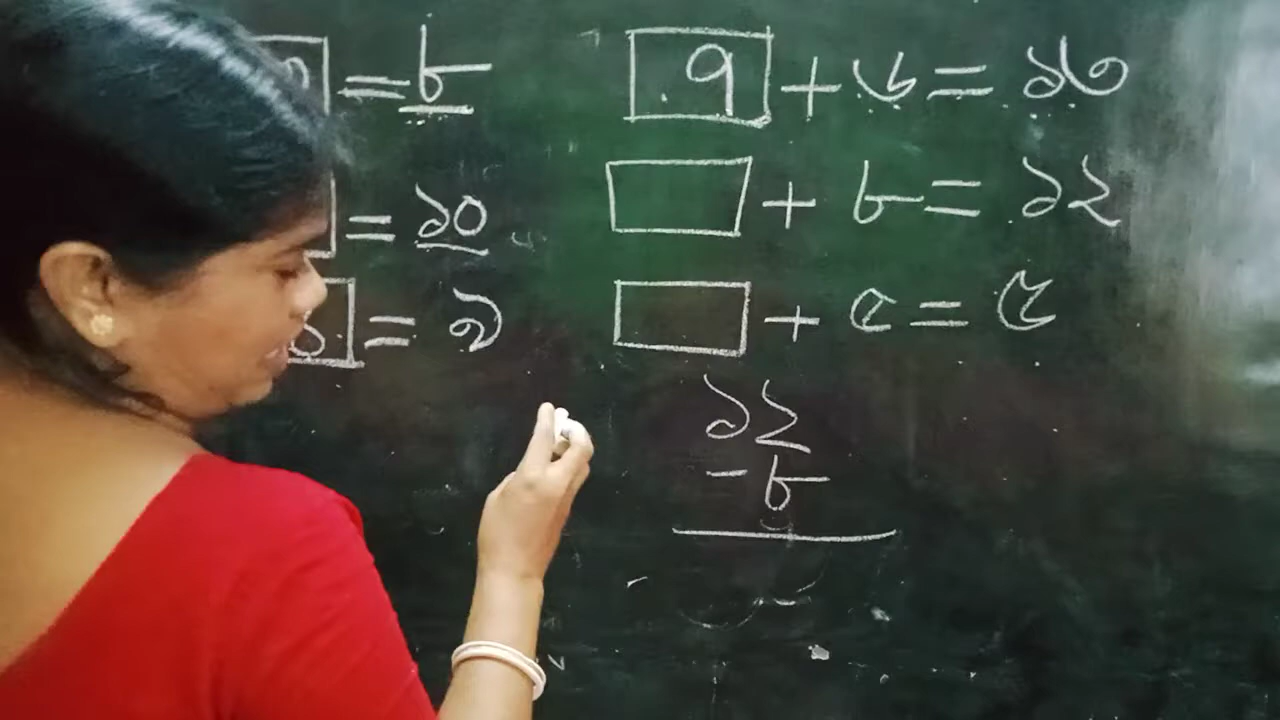 = ৮ ৭ + ৬ = ১৩
= ১০ + ৮ = ১২
= ৯ + ৫ = ৫
১২
- ৮